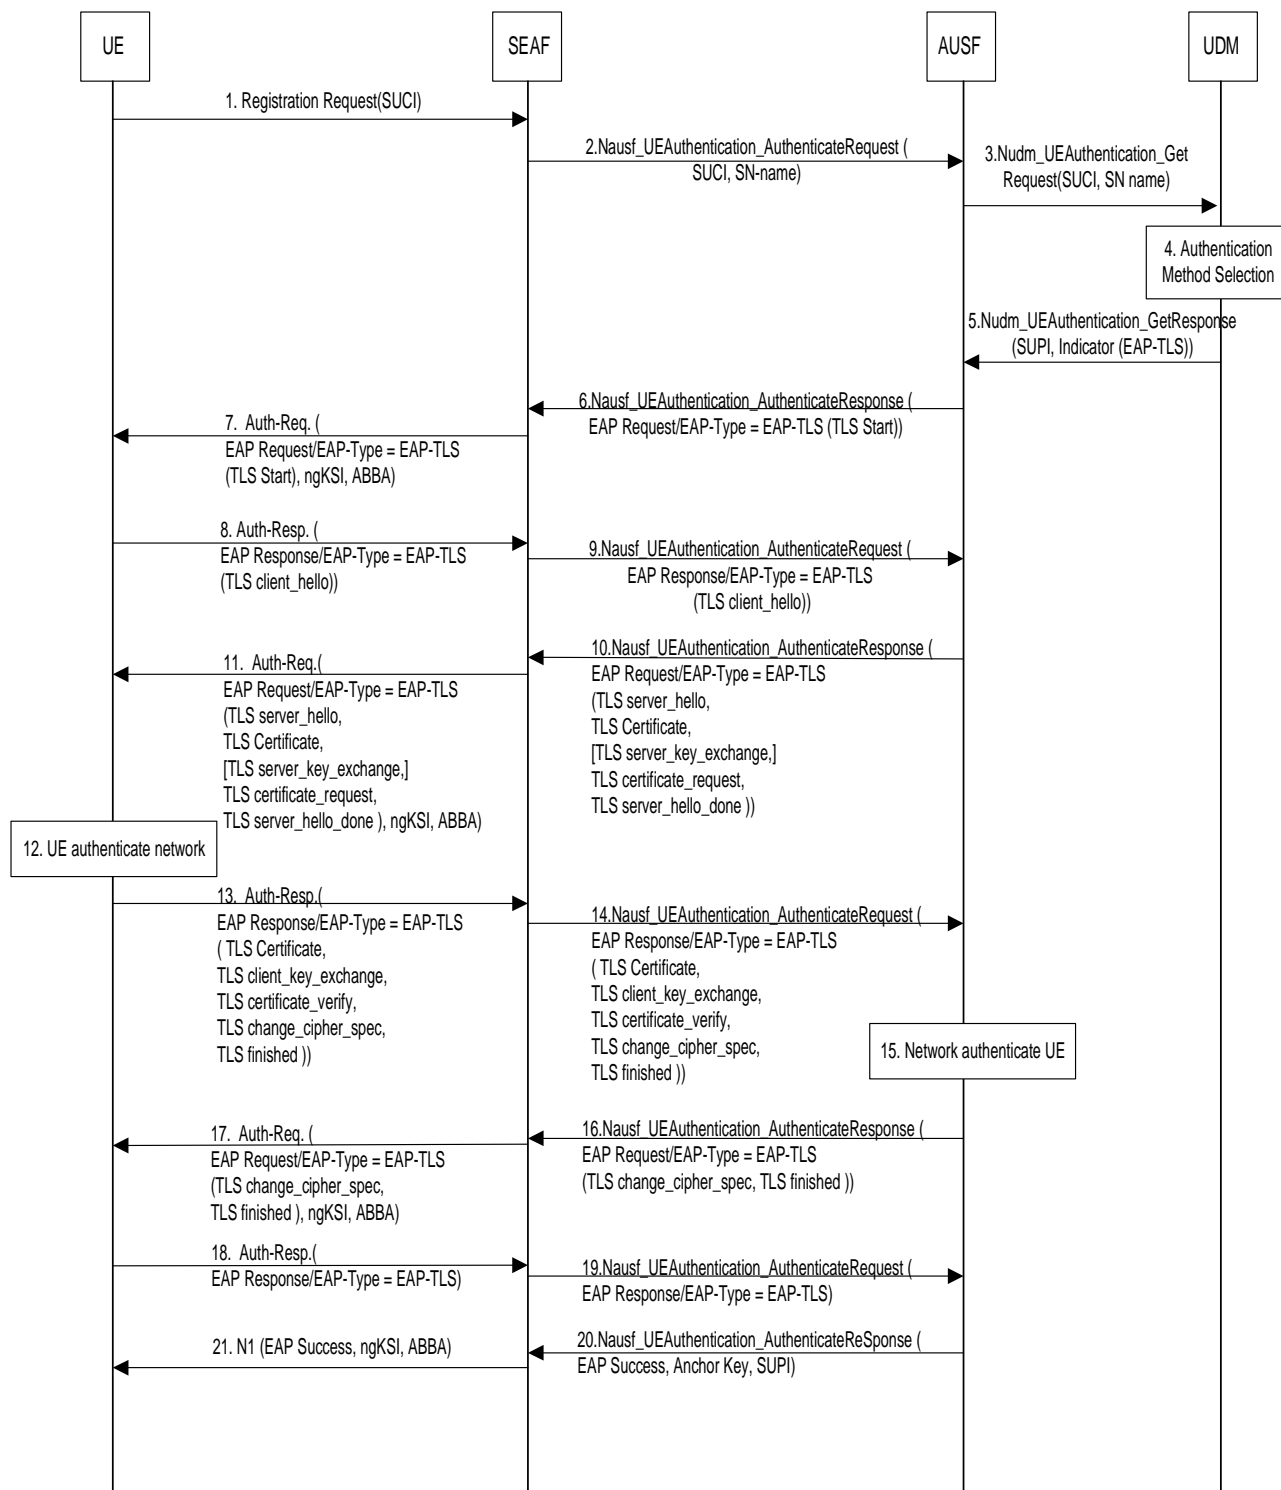 UE
SEAF
AUSF
UDM
1. Registration Request(SUCI)
2.Nausf_UEAuthentication_AuthenticateRequest (
SUCI, SN-name)
3.Nudm_UEAuthentication_Get
Request(SUCI, SN name)
4. Authentication
Method Selection
5.Nudm_UEAuthentication_GetResponse
(SUPI, Indicator (EAP-TLS))
6.Nausf_UEAuthentication_AuthenticateResponse (
EAP Request/EAP-Type = EAP-TLS (TLS Start))
7.  Auth-Req. (
EAP Request/EAP-Type = EAP-TLS
(TLS Start), ngKSI, ABBA)
8. Auth-Resp. (
EAP Response/EAP-Type = EAP-TLS
(TLS client_hello))
9.Nausf_UEAuthentication_AuthenticateRequest (
EAP Response/EAP-Type = EAP-TLS
(TLS client_hello))
10.Nausf_UEAuthentication_AuthenticateResponse (
EAP Request/EAP-Type = EAP-TLS
(TLS server_hello,
TLS Certificate,
[TLS server_key_exchange,]
TLS certificate_request,
TLS server_hello_done ))
11.  Auth-Req.(
EAP Request/EAP-Type = EAP-TLS
(TLS server_hello,
TLS Certificate,
[TLS server_key_exchange,]
TLS certificate_request,
TLS server_hello_done ), ngKSI, ABBA)
12. UE authenticate network
13.  Auth-Resp.(
EAP Response/EAP-Type = EAP-TLS
( TLS Certificate,
TLS client_key_exchange,
TLS certificate_verify,
TLS change_cipher_spec,
TLS finished ))
14.Nausf_UEAuthentication_AuthenticateRequest (
EAP Response/EAP-Type = EAP-TLS
( TLS Certificate,
TLS client_key_exchange,
TLS certificate_verify,
TLS change_cipher_spec,
TLS finished ))
15. Network authenticate UE
16.Nausf_UEAuthentication_AuthenticateResponse (
EAP Request/EAP-Type = EAP-TLS
(TLS change_cipher_spec, TLS finished ))
17.  Auth-Req. (
EAP Request/EAP-Type = EAP-TLS
(TLS change_cipher_spec,
TLS finished ), ngKSI, ABBA)
18.  Auth-Resp.(
EAP Response/EAP-Type = EAP-TLS)
19.Nausf_UEAuthentication_AuthenticateRequest (
EAP Response/EAP-Type = EAP-TLS)
20.Nausf_UEAuthentication_AuthenticateReSponse (
EAP Success, Anchor Key, SUPI)
21. N1 (EAP Success, ngKSI, ABBA)